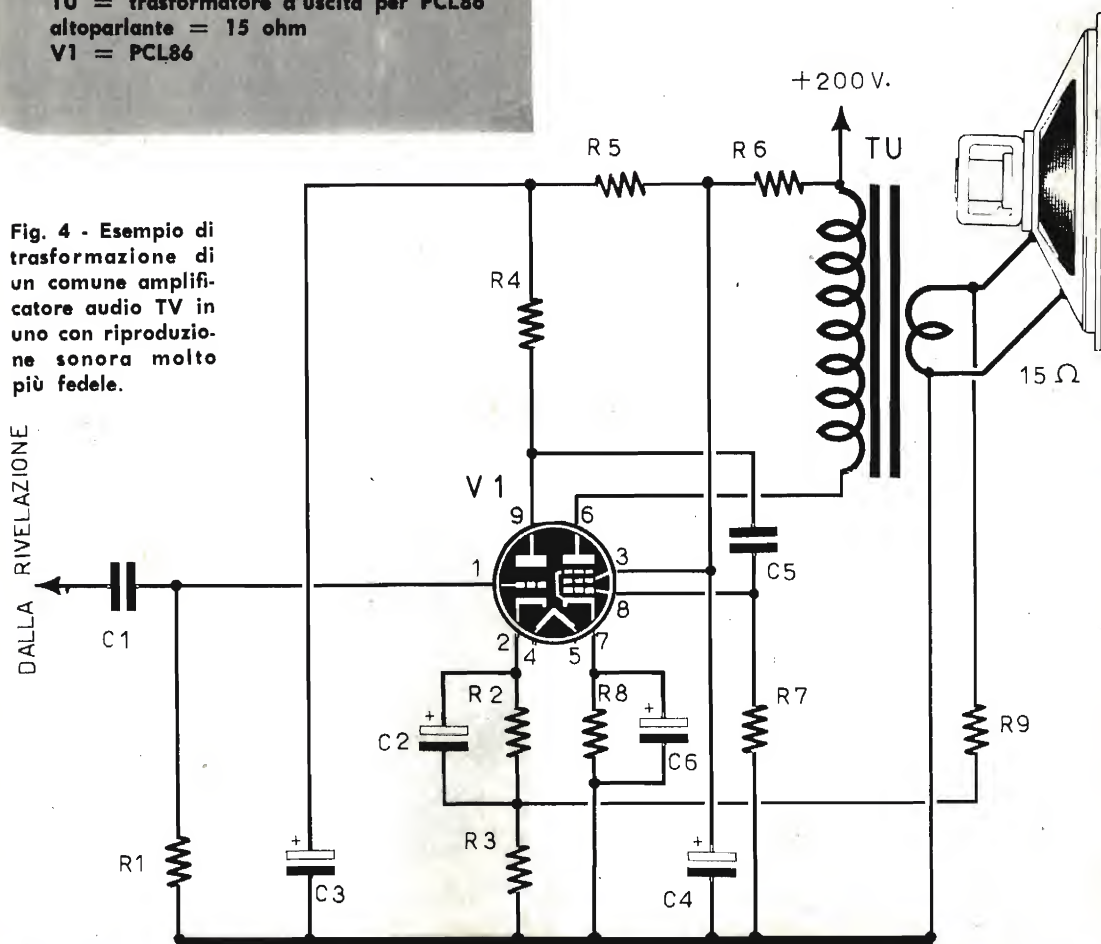 TU = trasformatore d'uscita per PCL86
altoparlante = 15 ohm
V1 = PCL86
+200V.
TU
R5
R6
Fig. 4 - Esempio di
trasformazione di
un comune amplifi-
catore audio TV in
uno con riproduzio-
ne sonora molto
più fedele.
R4
15 Ω
DALLA RIVELAZIONE
V1
9
6
1
3
8
C5
C1
2
4
5
7
R2
R8
R7
+
+
C2
C6
R9
R1
+
C3
R3
+
C4